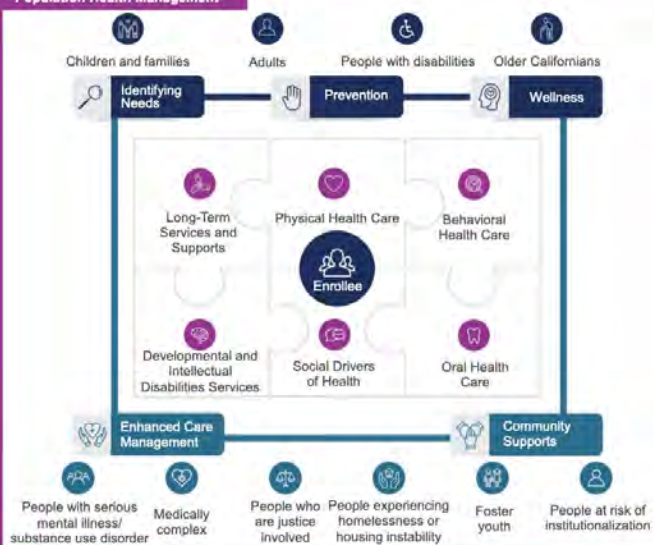 Population Health Management
Children and families
Adults
People with disabilities
Older Californians
Identifying
Needs
Prevention
Wellness
Long-Term
Services and
Supports
Physical Health Care
Behavioral
Health Care
Enrollee
Developmental and
Intellectual
Disabilities Services
Social Drivers
of Health
Oral Health
Care
Enhanced Care
Management
Community
Supports
People with serious
mental illness/
substance use disorder
Medically
complex
People who
are justice
involved
People experiencing
homelessness or
housing instability
Foster
youth
People at risk of
institutionalization